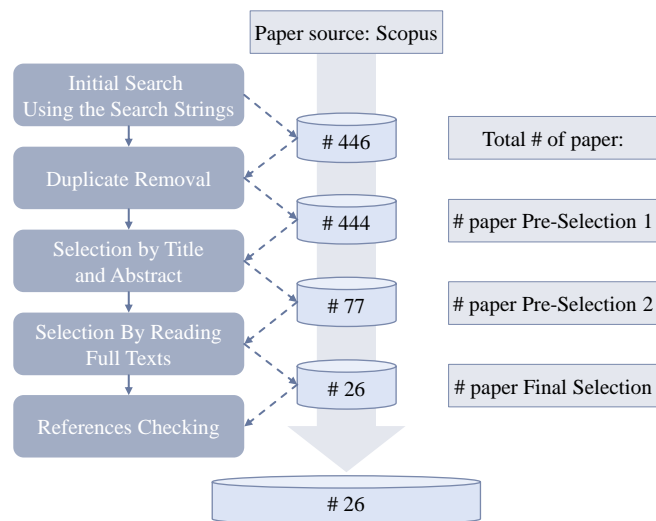 Paper source: Scopus
Initial Search
Using the Search Strings
# 446
Total # of paper:
Duplicate Removal
# 444
# paper Pre-Selection 1
Selection by Title
and Abstract
# 77
# paper Pre-Selection 2
Selection By Reading
Full Texts
# 26
# paper Final Selection
References Checking
# 26